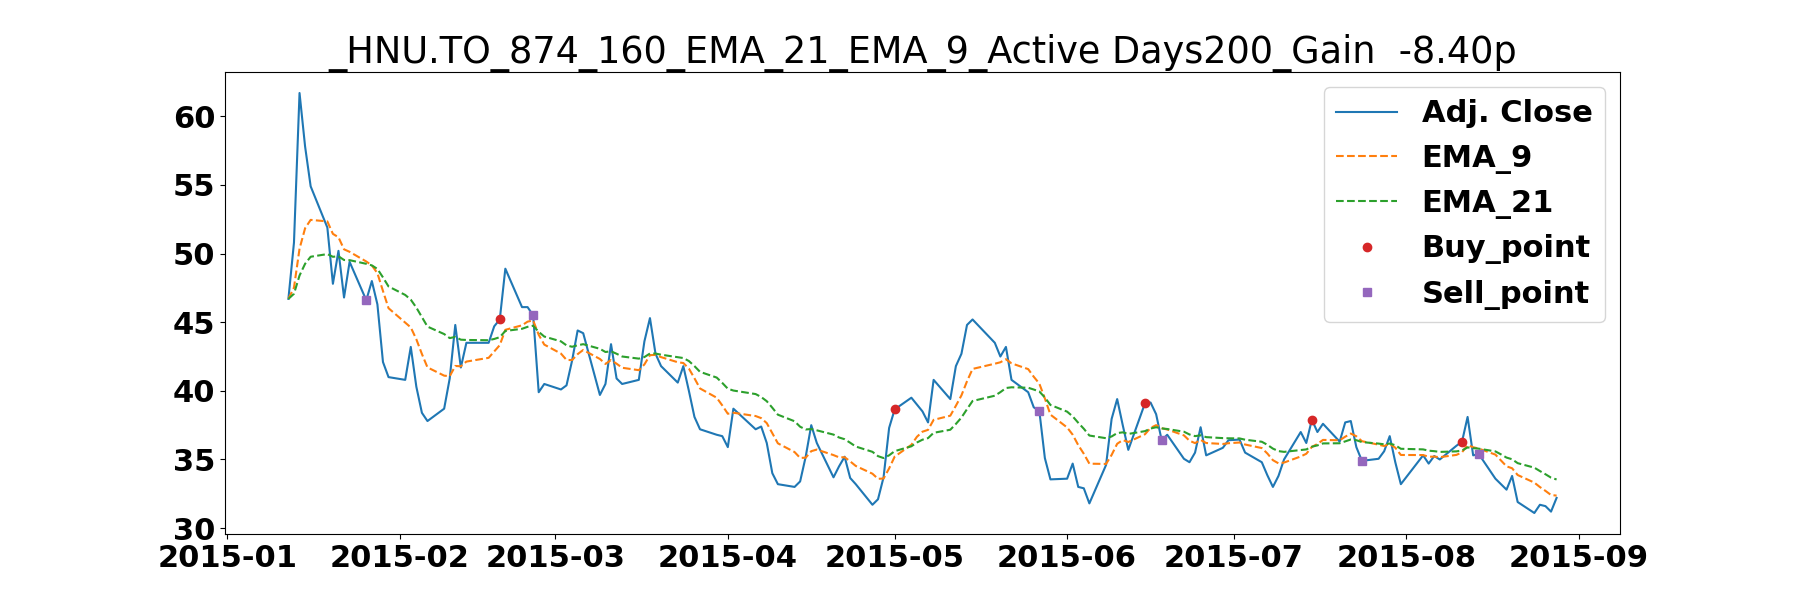 _HNU.TO_874_160_EMA_21_EMA_9_Active Days200_Gain  -8.40p
60
55
50
45
40
35
30
Adj. Close
EMA_9
EMA_21
Buy_point
Sell_point
2015-01 2015-02 2015-03 2015-04 2015-05 2015-06 2015-07 2015-08 2015-09